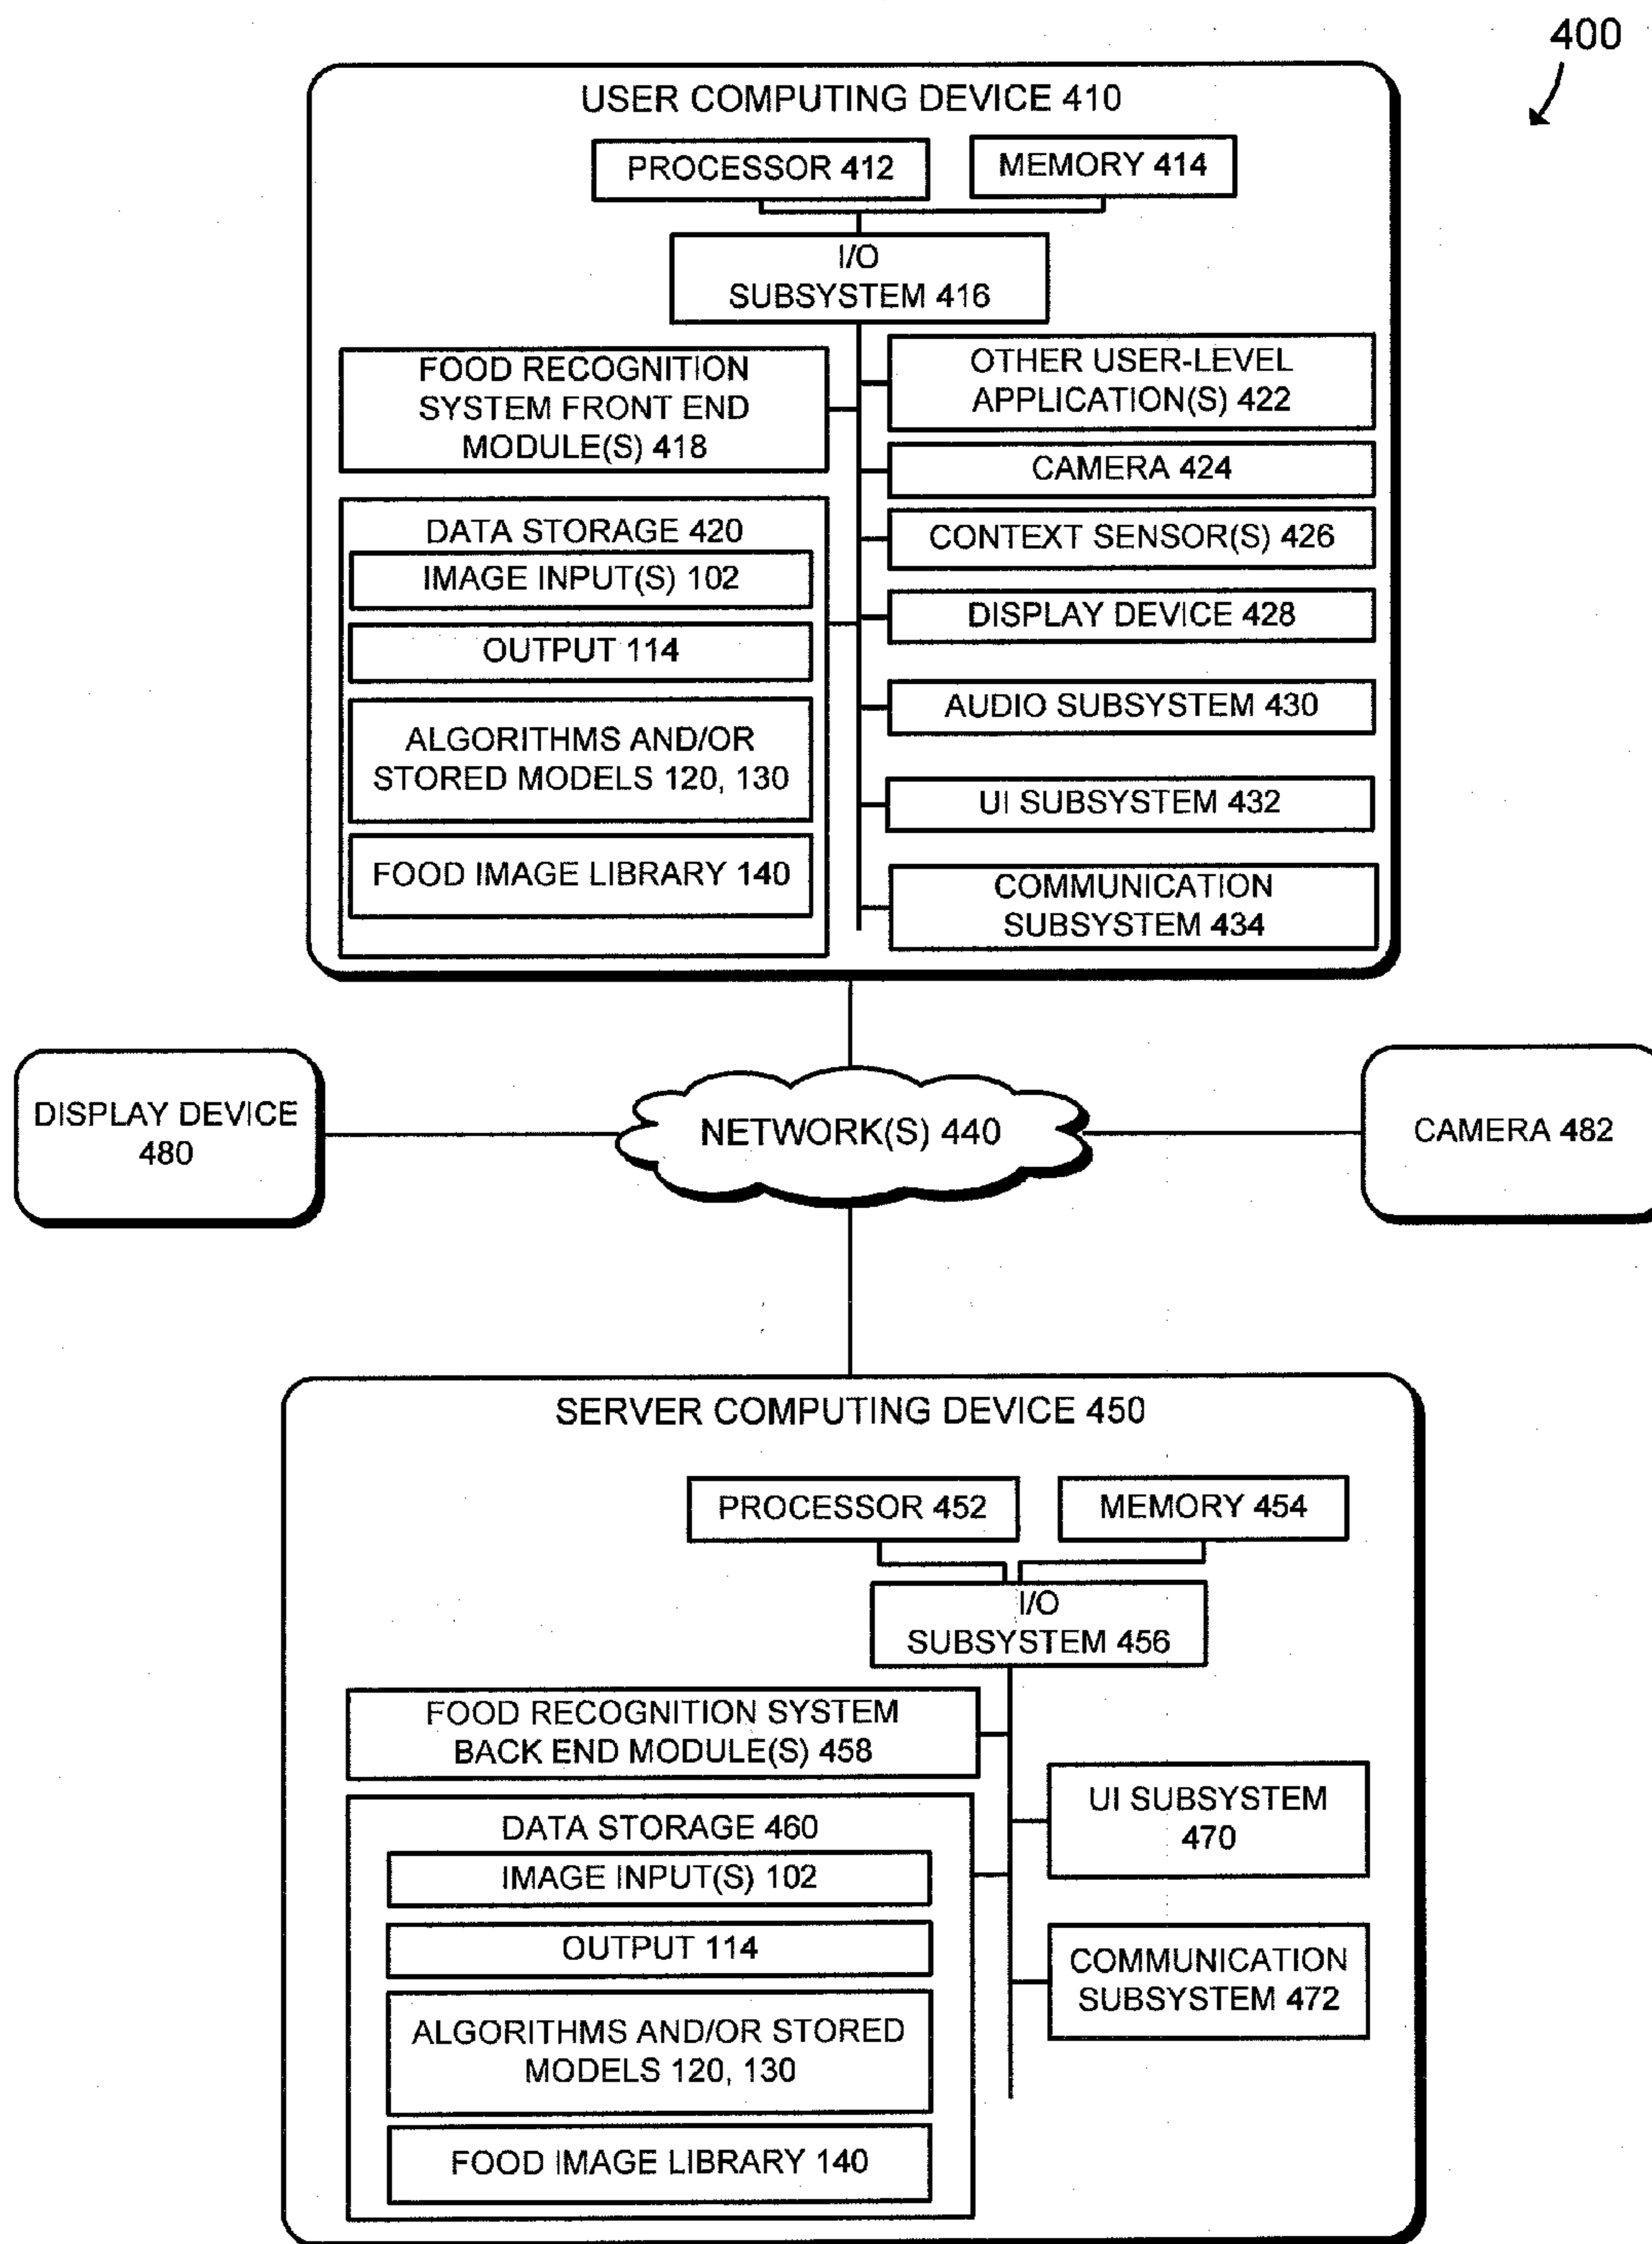 400
USER COMPUTING DEVICE 410
PROCESSOR 412
MEMORY 414
I/O
SUBSYSTEM 416
FOOD RECOGNITION
SYSTEM FRONT END
MODULE(S) 418
OTHER USER-LEVEL
APPLICATION(S) 422
CAMERA 424
DATA STORAGE 420
CONTEXT SENSOR(S) 426
IMAGE INPUT(S) 102
DISPLAY DEVICE 428
OUTPUT 114
AUDIO SUBSYSTEM 430
ALGORITHMS AND/OR
STORED MODELS 120, 130
UI SUBSYSTEM 432
FOOD IMAGE LIBRARY 140
COMMUNICATION
SUBSYSTEM 434
DISPLAY DEVICE
480
NETWORK(S) 440
CAMERA 482
SERVER COMPUTING DEVICE 450
PROCESSOR 452
MEMORY 454
I/O
SUBSYSTEM 456
FOOD RECOGNITION SYSTEM
BACK END MODULE(S) 458
UI SUBSYSTEM
470
DATA STORAGE 460
IMAGE INPUT(S) 102
OUTPUT 114
COMMUNICATION
SUBSYSTEM 472
ALGORITHMS AND/OR STORED
MODELS 120, 130
FOOD IMAGE LIBRARY 140